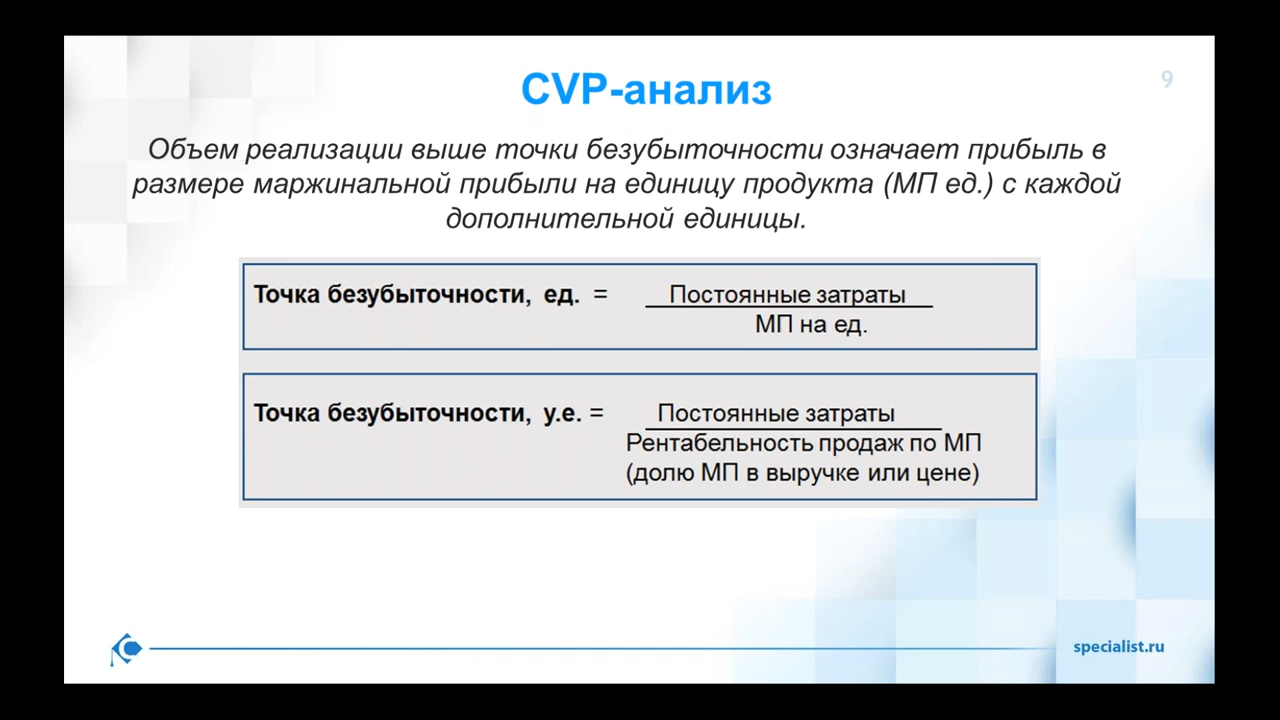 9
CVP-анализ
Объем реализации выше точки безубыточности означает прибыль в
размере маржинальной прибыли на единицу продукта (МП ед.) с каждой
дополнительной единицы.
Точка безубыточности, ед. = Постоянные затраты
МП на ед.
Точка безубыточности, у.е. = Постоянные затраты
Рентабельность продаж по МП
(долю МП в выручке или цене)
specialist.ru